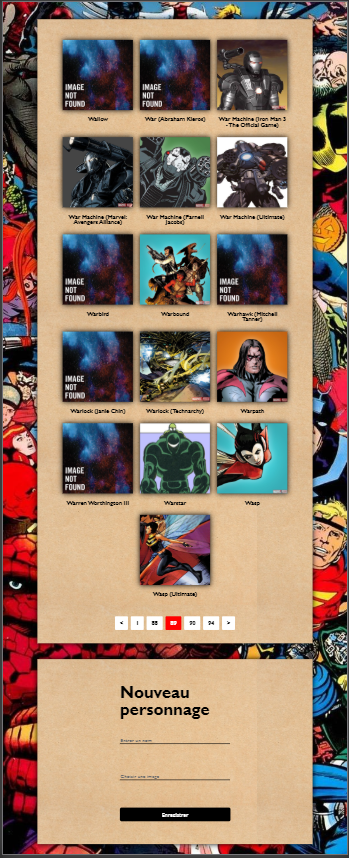 IMAGE
NOT
FOUND
IMAGE
NOT
FOUND
Wallow
War (Abraham Kieros)
War Machine (Iron Man 3
- The Official Game)
War Machine (Marvel:
Avengers Alliance)
War Machine (Parnell
Jacobs)
War Machine (Ultimate)
IMAGE
NOT
FOUND
IMAGE
NOT
FOUND
Warbird
Warbound
Warhawk (Mitchell
Tanner)
IMAGE
NOT
FOUND
Warlock (Janie Chin)
Warlock (Technarchy)
Warpath
IMAGE
NOT
FOUND
Warren Worthington III
Warstar
Wasp
Wasp (Ultimate)
< 1 88 89 90 94 >
Nouveau
personnage
Entrer un nom
Choisir une image
Enregistrer